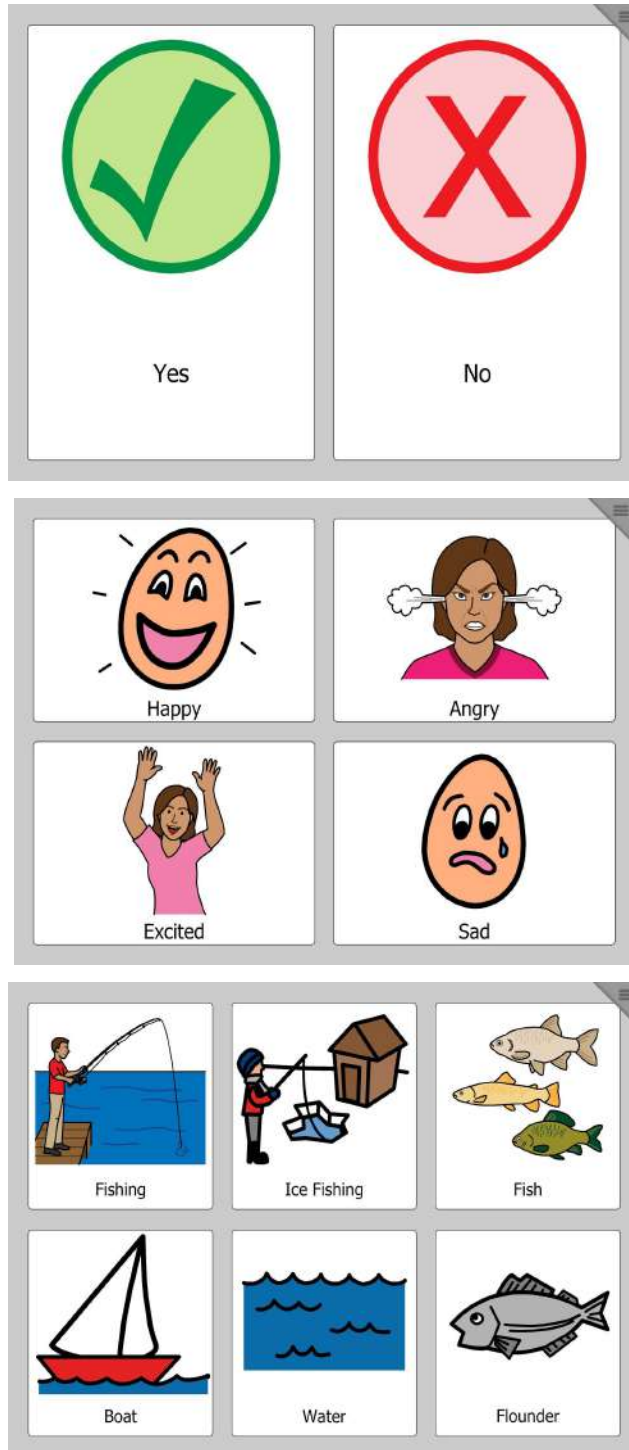 Yes No
Happy Angry
Excited Sad
Fishing Ice Fishing Fish
Boat Water Flounder